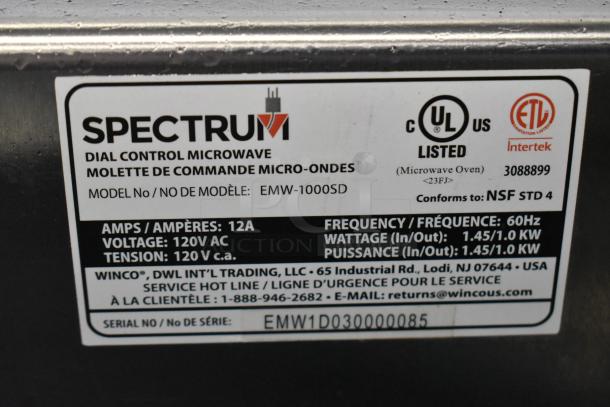 SPECTRUM
DIAL CONTROL MICROWAVE
MOLETTE DE COMMANDE MICRO-ONDES
MODEL No / NO DE MODÈLE: EMW-1000SD
C UL US
LISTED
(Microwave Oven)
<23FJ>
ETL
Intertek
3088899
Conforms to: NSF STD 4
AMPS / AMPÈRES: 12A
VOLTAGE: 120V AC
TENSION: 120 V c.a.
FREQUENCY / FRÉQUENCE: 60Hz
WATTAGE (In/Out): 1.45/1.0 KW
PUISSANCE (In/Out): 1.45/1.0 KW
WINCO®, DWL INT'L TRADING, LLC • 65 Industrial Rd., Lodi, NJ 07644 • USA
SERVICE HOT LINE / LIGNE D'URGENCE POUR LE SERVICE
À LA CLIENTÈLE : 1-888-946-2682 • E-MAIL: returns@wincous.com
SERIAL NO / No DE SÉRIE: EMW1D030000085